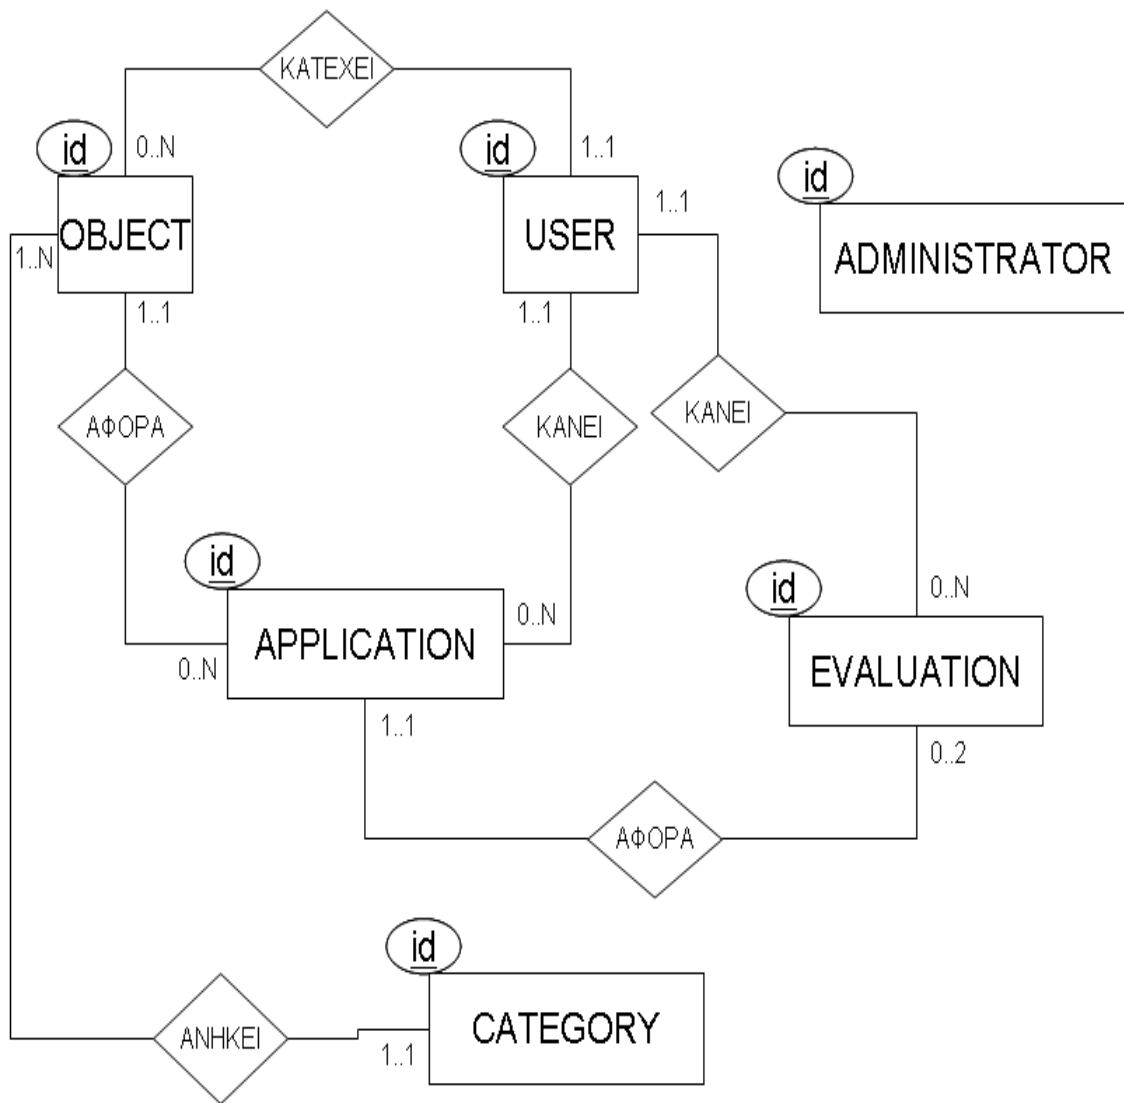 ΚΑΤΕΧΕΙ
id
0..N
id
1..1
id
OBJECT
USER
1..1
ADMINISTRATOR
1..N
1..1
1..1
ΑΦΟΡΑ
ΚΑΝΕΙ
ΚΑΝΕΙ
id
id
0..N
0..N
APPLICATION
EVALUATION
0..N
1..1
0..2
ΑΦΟΡΑ
id
ΑΝΗΚΕΙ
CATEGORY
1..1